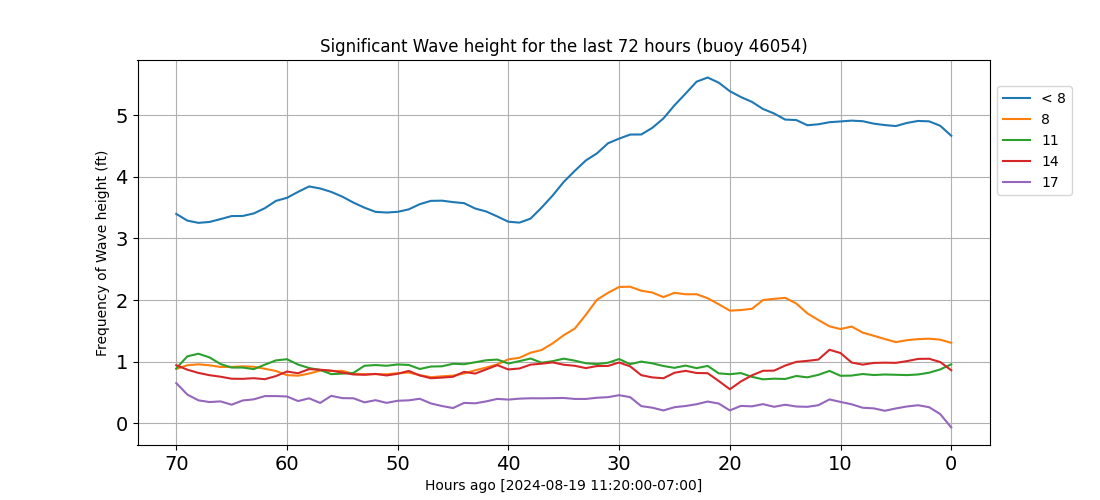 Significant Wave height for the last 72 hours (buoy 46054)
Frequency of Wave height (ft)
5
4
3
2
1
0
70 60 50 40 30 20 10 0
Hours ago [2024-08-19 11:20:00-07:00]
< 8
8
11
14
17